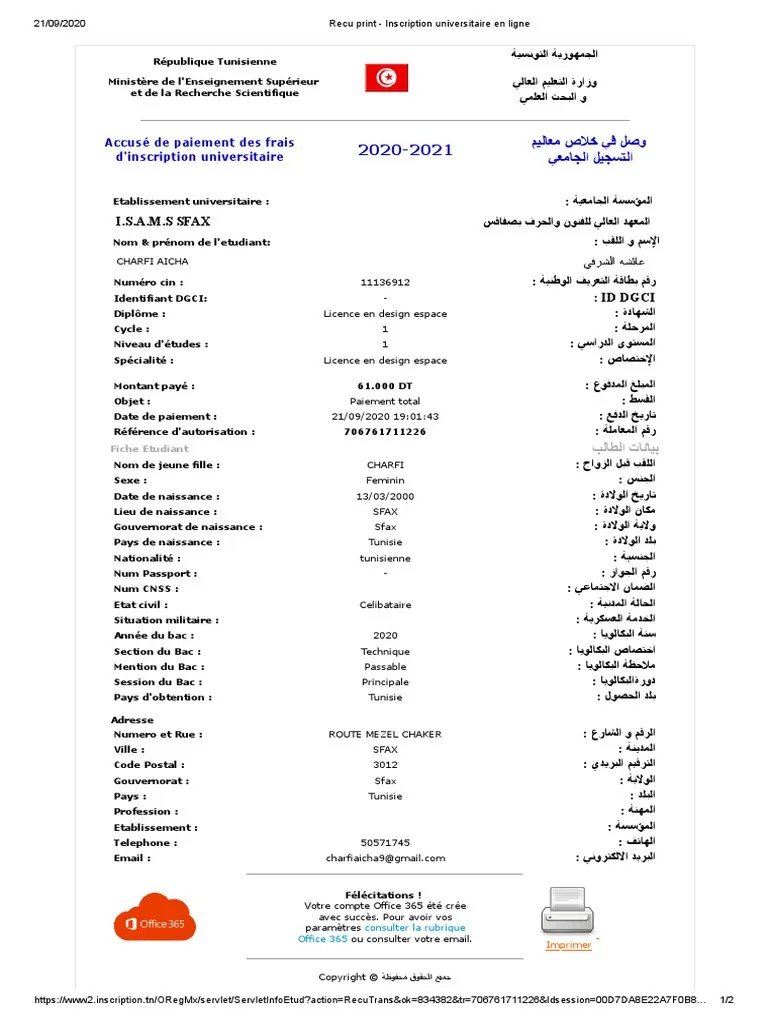 21/09/2020 Recu print - Inscription universitaire en ligne
République Tunisienne الجمهورية التونسية
Ministère de l'Enseignement Supérieur وزارة التعليم العالي
et de la Recherche Scientifique و البحث العلمي
Accusé de paiement des frais 2020-2021 وصل في خلاص معاليم
d'inscription universitaire التسجيل الجامعي
Etablissement universitaire : المؤسسة الجامعية :
I.S.A.M.S SFAX المعهد العالي للفنون والحرف بصفاقس
Nom & prénom de l'etudiant: الإسم و اللقب :
CHARFI AICHA عائشه الشرفي
Numéro cin : 11136912 رقم بطاقة التعريف الوطنية :
Identifiant DGCI: - ID DGCI :
Diplôme : Licence en design espace الشهادة :
Cycle : 1 المرحلة :
Niveau d'études : 1 المستوى الدراسي :
Spécialité : Licence en design espace الإختصاص :
Montant payé : 61.000 DT المبلغ المدفوع :
Objet : Paiement total القسط :
Date de paiement : 21/09/2020 19:01:43 تاريخ الدفع :
Référence d'autorisation : 706761711226 رقم المعاملة :
Fiche Etudiant بيانات الطالب
Nom de jeune fille : CHARFI اللقب قبل الزواج :
Sexe : Feminin الجنس :
Date de naissance : 13/03/2000 تاريخ الولادة :
Lieu de naissance : SFAX مكان الولادة :
Gouvernorat de naissance : Sfax ولاية الولادة :
Pays de naissance : Tunisie بلد الولادة :
Nationalité : tunisienne الجنسية :
Num Passport : - رقم الجواز :
Num CNSS : الضمان الاجتماعي :
Etat civil : Celibataire الحالة المدنية :
Situation militaire : الخدمة العسكرية :
Année du bac : 2020 سنة البكالويا :
Section du Bac : Technique اختصاص البكالويا :
Mention du Bac : Passable ملاحظة البكالويا :
Session du Bac : Principale دورةالبكالويا :
Pays d'obtention : Tunisie بلد الحصول :
Adresse
Numero et Rue : ROUTE MEZEL CHAKER الرقم و الشارع :
Ville : SFAX المدينة :
Code Postal : 3012 الترقيم البريدي :
Gouvernorat : Sfax الولاية :
Pays : Tunisie البلد :
Profession : المهنة :
Etablissement : المؤسسة :
Telephone : 50571745 الهاتف :
Email : charfiaicha9@gmail.com البريد الالكتروني :
Félécitations !
Votre compte Office 365 été crée
avec succès. Pour avoir vos
paramètres consulter la rubrique
Office 365 ou consulter votre email.
Office 365
Imprimer
Copyright © جميع الحقوق محفوظة
https://www2.inscription.tn/ORegMx/servlet/ServletInfoEtud?action=RecuTrans&ok=834382&tr=706761711226&Idsession=00D7DA8E22A7F0B8… 1/2